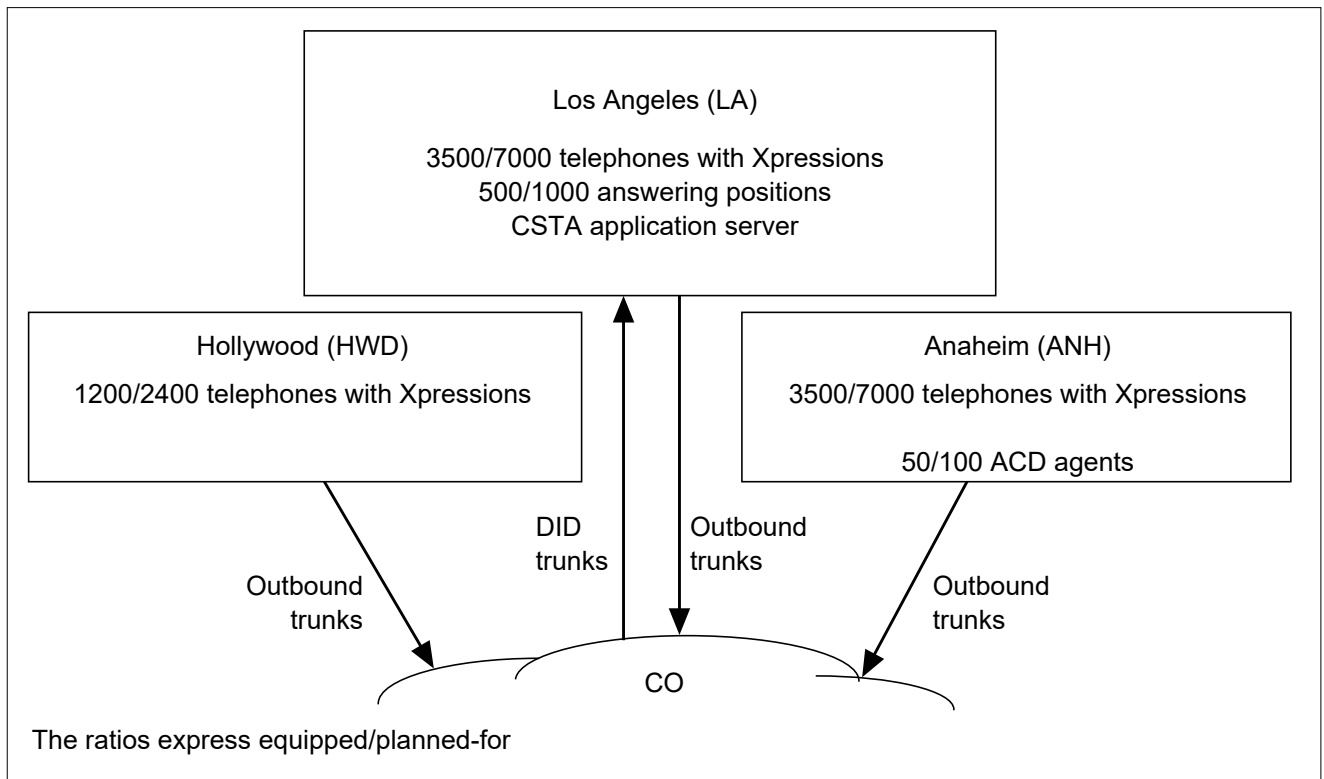 Los Angeles (LA)
3500/7000 telephones with Xpressions
500/1000 answering positions
CSTA application server
Hollywood (HWD)
1200/2400 telephones with Xpressions
Anaheim (ANH)
3500/7000 telephones with Xpressions
50/100 ACD agents
DID
trunks
Outbound
trunks
Outbound
trunks
Outbound
trunks
CO
The ratios express equipped/planned-for